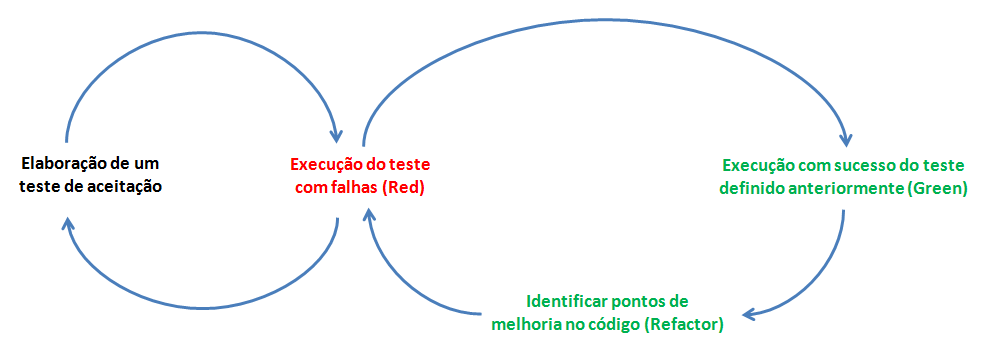 Elaboração de um
teste de aceitação
Execução do teste
com falhas (Red)
Execução com sucesso do teste
definido anteriormente (Green)
Identificar pontos de
melhoria no código (Refactor)